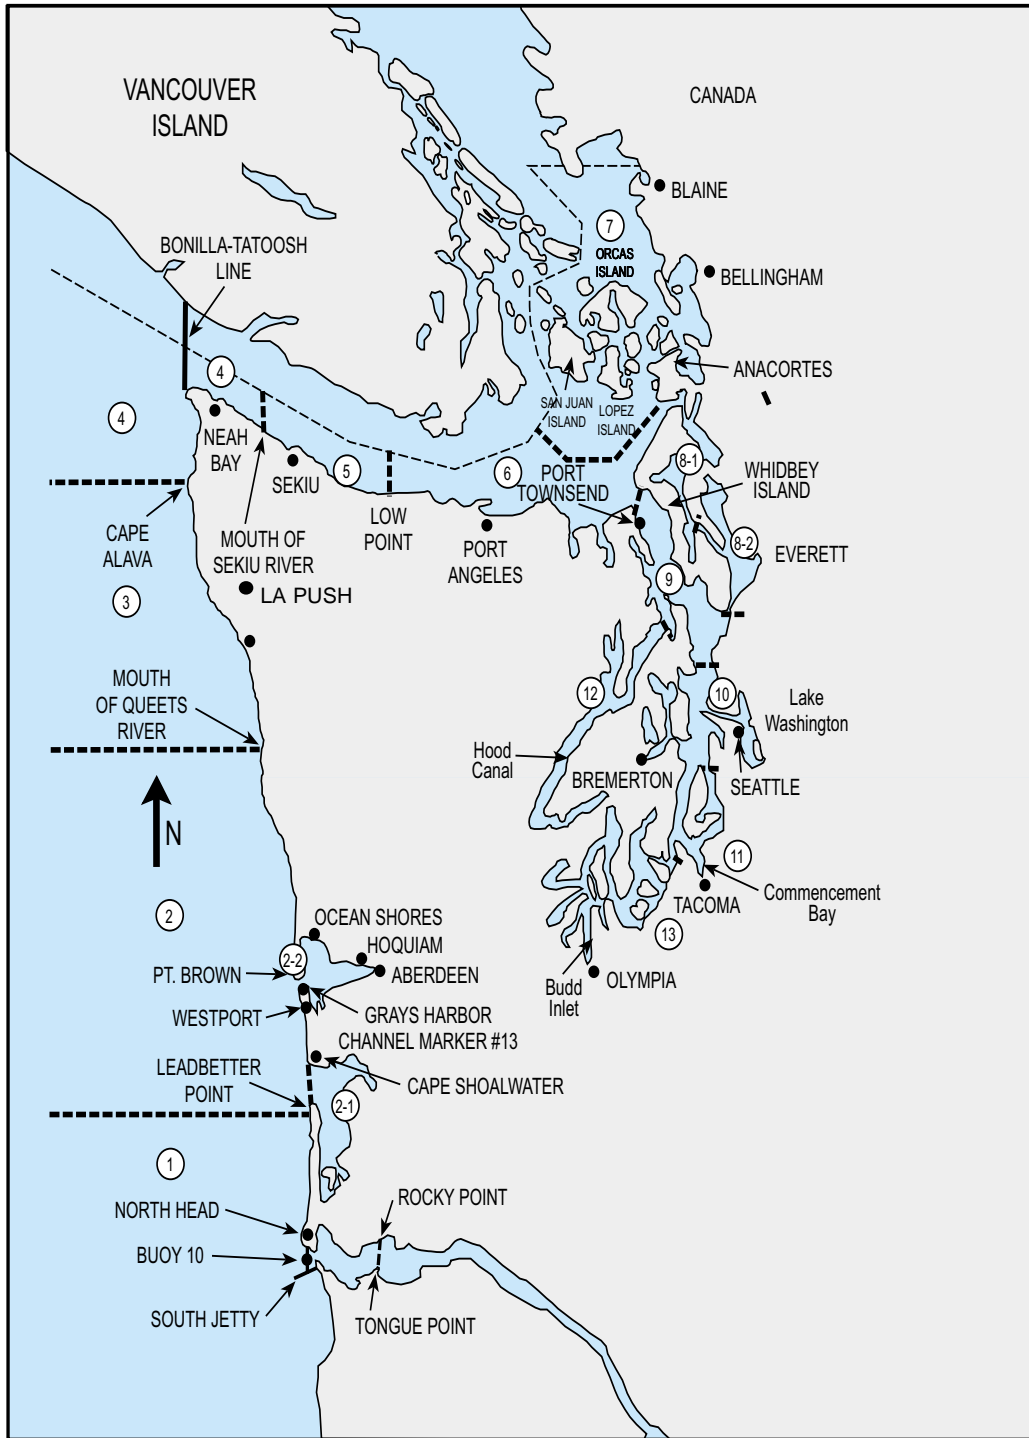 VANCOUVER
ISLAND
CANADA
BLAINE
7
ORCAS
ISLAND
BONILLA-TATOOSH
LINE
BELLINGHAM
4
ANACORTES
4
SAN JUAN
ISLAND
LOPEZ
ISLAND
NEAH
BAY
SEKIU
5
6
PORT
TOWNSEND
8-1
WHIDBEY
ISLAND
CAPE
ALAVA
MOUTH OF
SEKIU RIVER
LOW
POINT
PORT
ANGELES
8-2
EVERETT
9
3
LA PUSH
MOUTH
OF QUEETS
RIVER
12
10
Lake
Washington
Hood
Canal
BREMERTON
SEATTLE
N
11
TACOMA
Commencement
Bay
2
OCEAN SHORES
HOQUIAM
13
2-2
PT. BROWN
ABERDEEN
Budd
Inlet
OLYMPIA
WESTPORT
GRAYS HARBOR
CHANNEL MARKER #13
LEADBETTER
POINT
CAPE SHOALWATER
2-1
1
ROCKY POINT
NORTH HEAD
BUOY 10
SOUTH JETTY
TONGUE POINT